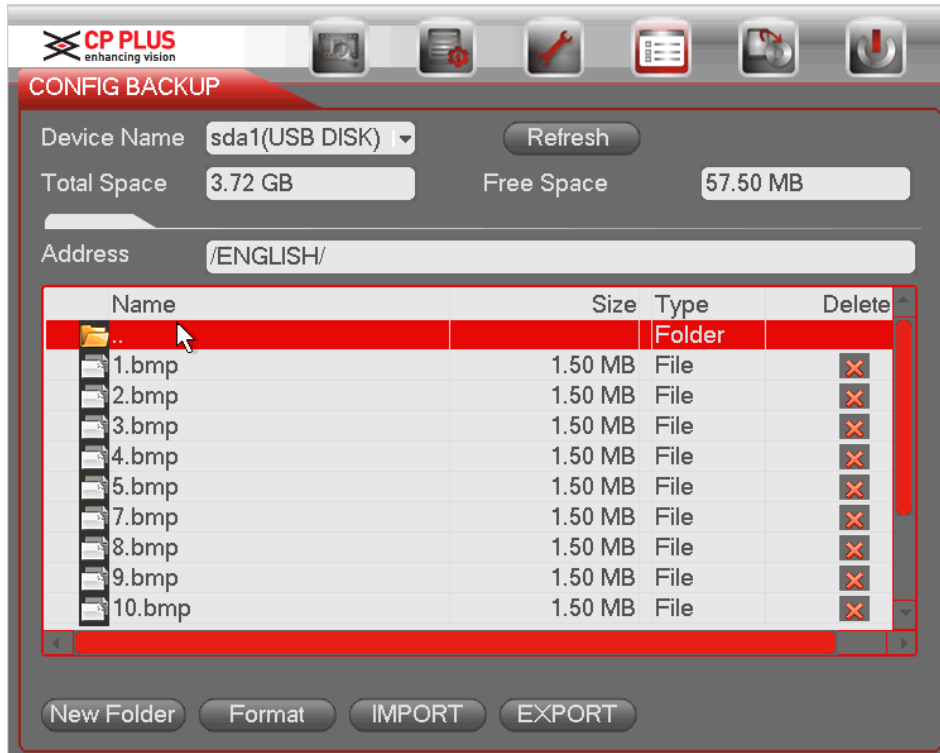 CP PLUS
enhancing vision
CONFIG BACKUP
Device Name sda1(USB DISK) Refresh
Total Space 3.72 GB Free Space 57.50 MB
Address /ENGLISH/
Name Size Type Delete
.. Folder
1.bmp 1.50 MB File
2.bmp 1.50 MB File
3.bmp 1.50 MB File
4.bmp 1.50 MB File
5.bmp 1.50 MB File
7.bmp 1.50 MB File
8.bmp 1.50 MB File
9.bmp 1.50 MB File
10.bmp 1.50 MB File
New Folder Format IMPORT EXPORT